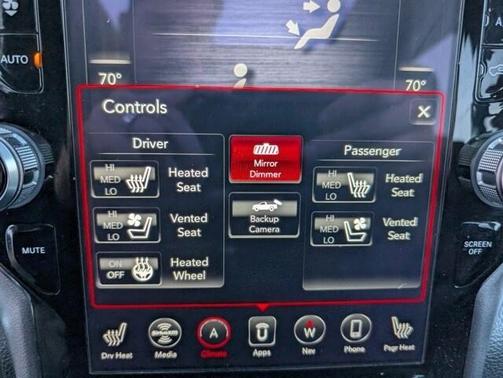 AUTO
70°
70°
Controls
X
Driver
Passenger
HI
MED
LO
Heated
Seat
Mirror
Dimmer
HI
MED
LO
Heated
Seat
HI
MED
LO
Vented
Seat
Backup
Camera
HI
MED
LO
Vented
Seat
ON
OFF
Heated
Wheel
MUTE
SCREEN
OFF
Drv Heat
SiriusXM
Media
A
Climate
U
Apps
W
Nav
Phone
Psgr Heat